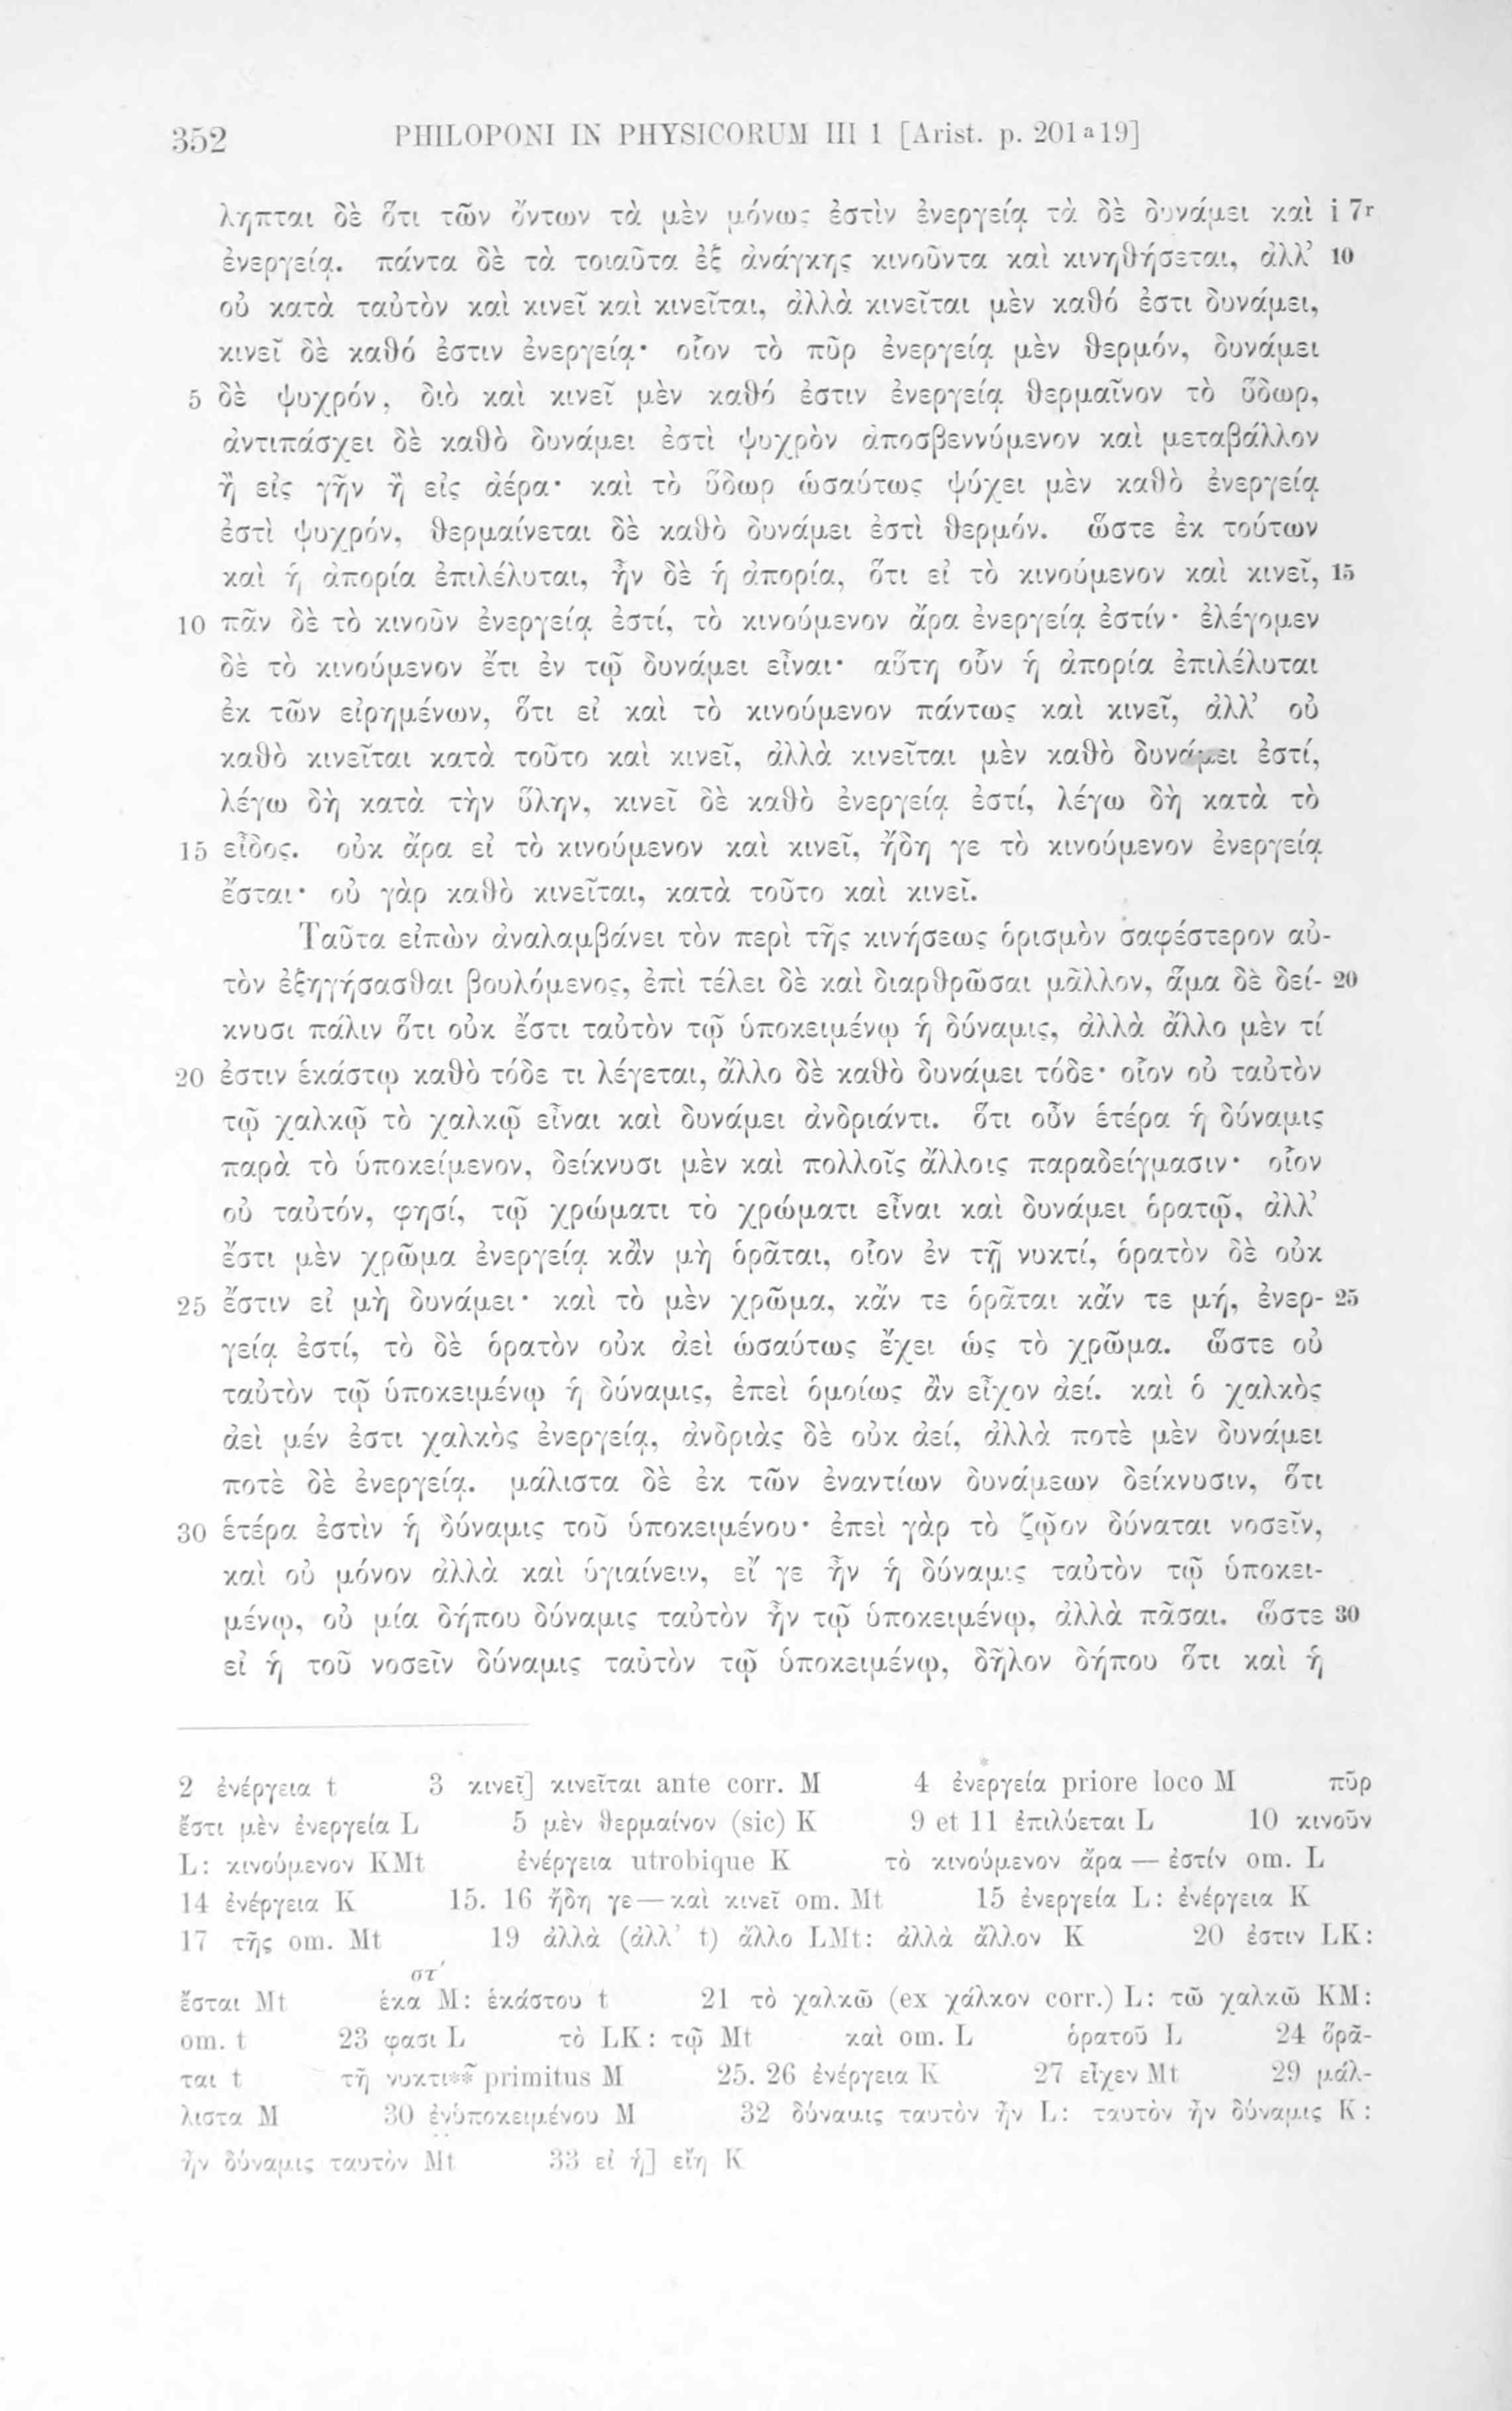 352 PHILOPONI IN PHYSICORUM III 1 [Arist. p. 201 a 19]
ληπται δὲ ὅτι τῶν ὄντων τὰ μὲν μόνως ἐστὶν ἐνεργείᾳ τὰ δὲ δυνάμει καὶ i 7r
ἐνεργείᾳ. πάντα δὲ τὰ τοιαῦτα ἐξ ἀνάγκης κινοῦντα καὶ κινηθήσεται, ἀλλ’ 10
οὐ κατὰ ταὐτὸν καὶ κινεῖ καὶ κινεῖται, ἀλλὰ κινεῖται μὲν καθό ἐστι δυνάμει,
κινεῖ δὲ καθό ἐστιν ἐνεργείᾳ· οἷον τὸ πῦρ ἐνεργείᾳ μὲν θερμόν, δυνάμει
5 δὲ ψυχρόν, διὸ καὶ κινεῖ μὲν καθό ἐστιν ἐνεργείᾳ θερμαῖνον τὸ ὕδωρ,
ἀντιπάσχει δὲ καθὸ δυνάμει ἐστὶ ψυχρὸν ἀποσβεννύμενον καὶ μεταβάλλον
ἢ εἰς γῆν ἢ εἰς ἀέρα· καὶ τὸ ὕδωρ ὡσαύτως ψύχει μὲν καθὸ ἐνεργείᾳ
ἐστὶ ψυχρόν, θερμαίνεται δὲ καθὸ δυνάμει ἐστὶ θερμόν. ὥστε ἐκ τούτων
καὶ ἡ ἀπορία ἐπιλέλυται, ἦν δὲ ἡ ἀπορία, ὅτι εἰ τὸ κινούμενον καὶ κινεῖ, 15
10 πᾶν δὲ τὸ κινοῦν ἐνεργείᾳ ἐστί, τὸ κινούμενον ἄρα ἐνεργείᾳ ἐστίν· ἐλέγομεν
δὲ τὸ κινούμενον ἔτι ἐν τῷ δυνάμει εἶναι· αὕτη οὖν ἡ ἀπορία ἐπιλέλυται
ἐκ τῶν εἰρημένων, ὅτι εἰ καὶ τὸ κινούμενον πάντως καὶ κινεῖ, ἀλλ’ οὐ
καθὸ κινεῖται κατὰ τοῦτο καὶ κινεῖ, ἀλλὰ κινεῖται μὲν καθὸ δυνάμει ἐστί,
λέγω δὴ κατὰ τὴν ὕλην, κινεῖ δὲ καθὸ ἐνεργείᾳ ἐστί, λέγω δὴ κατὰ τὸ
15 εἶδος. οὐκ ἄρα εἰ τὸ κινούμενον καὶ κινεῖ, ἤδη γε τὸ κινούμενον ἐνεργείᾳ
ἔσται· οὐ γὰρ καθὸ κινεῖται, κατὰ τοῦτο καὶ κινεῖ.
Ταῦτα εἰπὼν ἀναλαμβάνει τὸν περὶ τῆς κινήσεως ὁρισμὸν σαφέστερον αὐ-
τὸν ἐξηγήσασθαι βουλόμενος, ἐπὶ τέλει δὲ καὶ διαρθρῶσαι μᾶλλον, ἅμα δὲ δεί- 20
κνυσι πάλιν ὅτι οὐκ ἔστι ταὐτὸν τῷ ὑποκειμένῳ ἡ δύναμις, ἀλλὰ ἄλλο μὲν τί
20 ἐστιν ἑκάστῳ καθὸ τόδε τι λέγεται, ἄλλο δὲ καθὸ δυνάμει τόδε· οἷον οὐ ταὐτὸν
τῷ χαλκῷ τὸ χαλκῷ εἶναι καὶ δυνάμει ἀνδριάντι. ὅτι οὖν ἑτέρα ἡ δύναμις
παρὰ τὸ ὑποκείμενον, δείκνυσι μὲν καὶ πολλοῖς ἄλλοις παραδείγμασιν· οἷον
οὐ ταὐτόν, φησί, τῷ χρώματι τὸ χρώματι εἶναι καὶ δυνάμει ὁρατῷ, ἀλλ’
ἔστι μὲν χρῶμα ἐνεργείᾳ κἂν μὴ ὁρᾶται, οἷον ἐν τῇ νυκτί, ὁρατὸν δὲ οὐκ
25 ἔστιν εἰ μὴ δυνάμει· καὶ τὸ μὲν χρῶμα, κἄν τε ὁρᾶται κἄν τε μή, ἐνερ- 25
γείᾳ ἐστί, τὸ δὲ ὁρατὸν οὐκ ἀεὶ ὡσαύτως ἔχει ὡς τὸ χρῶμα. ὥστε οὐ
ταὐτὸν τῷ ὑποκειμένῳ ἡ δύναμις, ἐπεὶ ὁμοίως ἂν εἶχον ἀεί. καὶ ὁ χαλκὸς
ἀεὶ μέν ἐστι χαλκὸς ἐνεργείᾳ, ἀνδριὰς δὲ οὐκ ἀεί, ἀλλὰ ποτὲ μὲν δυνάμει
ποτὲ δὲ ἐνεργείᾳ. μάλιστα δὲ ἐκ τῶν ἐναντίων δυνάμεων δείκνυσιν, ὅτι
30 ἑτέρα ἐστὶν ἡ δύναμις τοῦ ὑποκειμένου· ἐπεὶ γὰρ τὸ ζῷον δύναται νοσεῖν,
καὶ οὐ μόνον ἀλλὰ καὶ ὑγιαίνειν, εἴ γε ἦν ἡ δύναμις ταὐτὸν τῷ ὑποκει-
μένῳ, οὐ μία δήπου δύναμις ταὐτὸν ἦν τῷ ὑποκειμένῳ, ἀλλὰ πᾶσαι. ὥστε 30
εἰ ἡ τοῦ νοσεῖν δύναμις ταὐτὸν τῷ ὑποκειμένῳ, δῆλον δήπου ὅτι καὶ ἡ
2 ἐνέργεια t 3 κινεῖ] κινεῖται ante corr. M 4 ἐνεργεία priore loco M πῦρ
ἔστι μὲν ἐνεργεία L 5 μὲν θερμαίνον (sic) K 9 et 11 ἐπιλύεται L 10 κινοῦν
L: κινούμενον KMt ἐνέργεια utrobique K τὸ κινούμενον ἄρα — ἐστίν om. L
14 ἐνέργεια K 15. 16 ἤδη γε — καὶ κινεῖ om. Mt 15 ἐνεργεία L: ἐνέργεια K
17 τῆς om. Mt 19 ἀλλὰ (ἀλλ’ t) ἄλλο LMt: ἀλλὰ ἄλλον K 20 ἐστιν LK:
στ´
ἔσται Mt ἑκα M: ἑκάστου t 21 τὸ χαλκῶ (ex χάλκον corr.) L: τῶ χαλκῶ KM:
om. t 23 φασι L τὸ LK: τῷ Mt καὶ om. L ὁρατοῦ L 24 ὅρᾶ-
ται t τῆ νυκτι** primitus M 25. 26 ἐνέργεια K 27 εἶχεν Mt 29 μάλ-
λιστα M 30 ἐνὑποκειμένου M 32 δύναμις ταυτὸν ἦν L: ταυτὸν ἦν δύναμις K:
ἦν δύναμις ταυτὸν Mt 33 εἰ ἡ] εἴη K